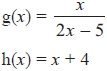 g(x) = x / (2x − 5)
h(x) = x + 4